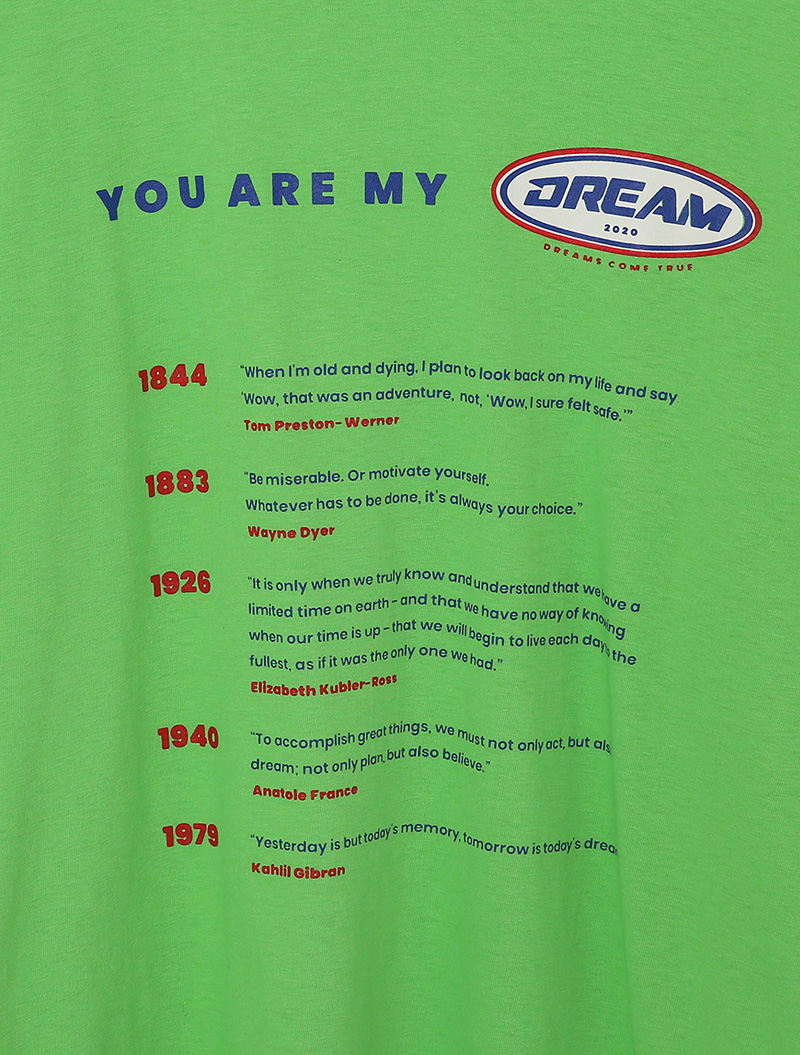 YOU ARE MY DREAM
2020
DREAMS COME TRUE
1844 “When I'm old and dying, I plan to look back on my life and say
‘Wow, that was an adventure, not, ‘Wow, I sure felt safe.’”
Tom Preston-Werner
1883 “Be miserable. Or motivate yourself.
Whatever has to be done, it's always your choice.”
Wayne Dyer
1926 “It is only when we truly know and understand that we have a
limited time on earth - and that we have no way of knowing
when our time is up - that we will begin to live each day to the
fullest, as if it was the only one we had.”
Elizabeth Kubler-Ross
1940 “To accomplish great things, we must not only act, but als
dream; not only plan, but also believe.”
Anatole France
1979 “Yesterday is but today's memory, tomorrow is today's drea
Kahlil Gibran